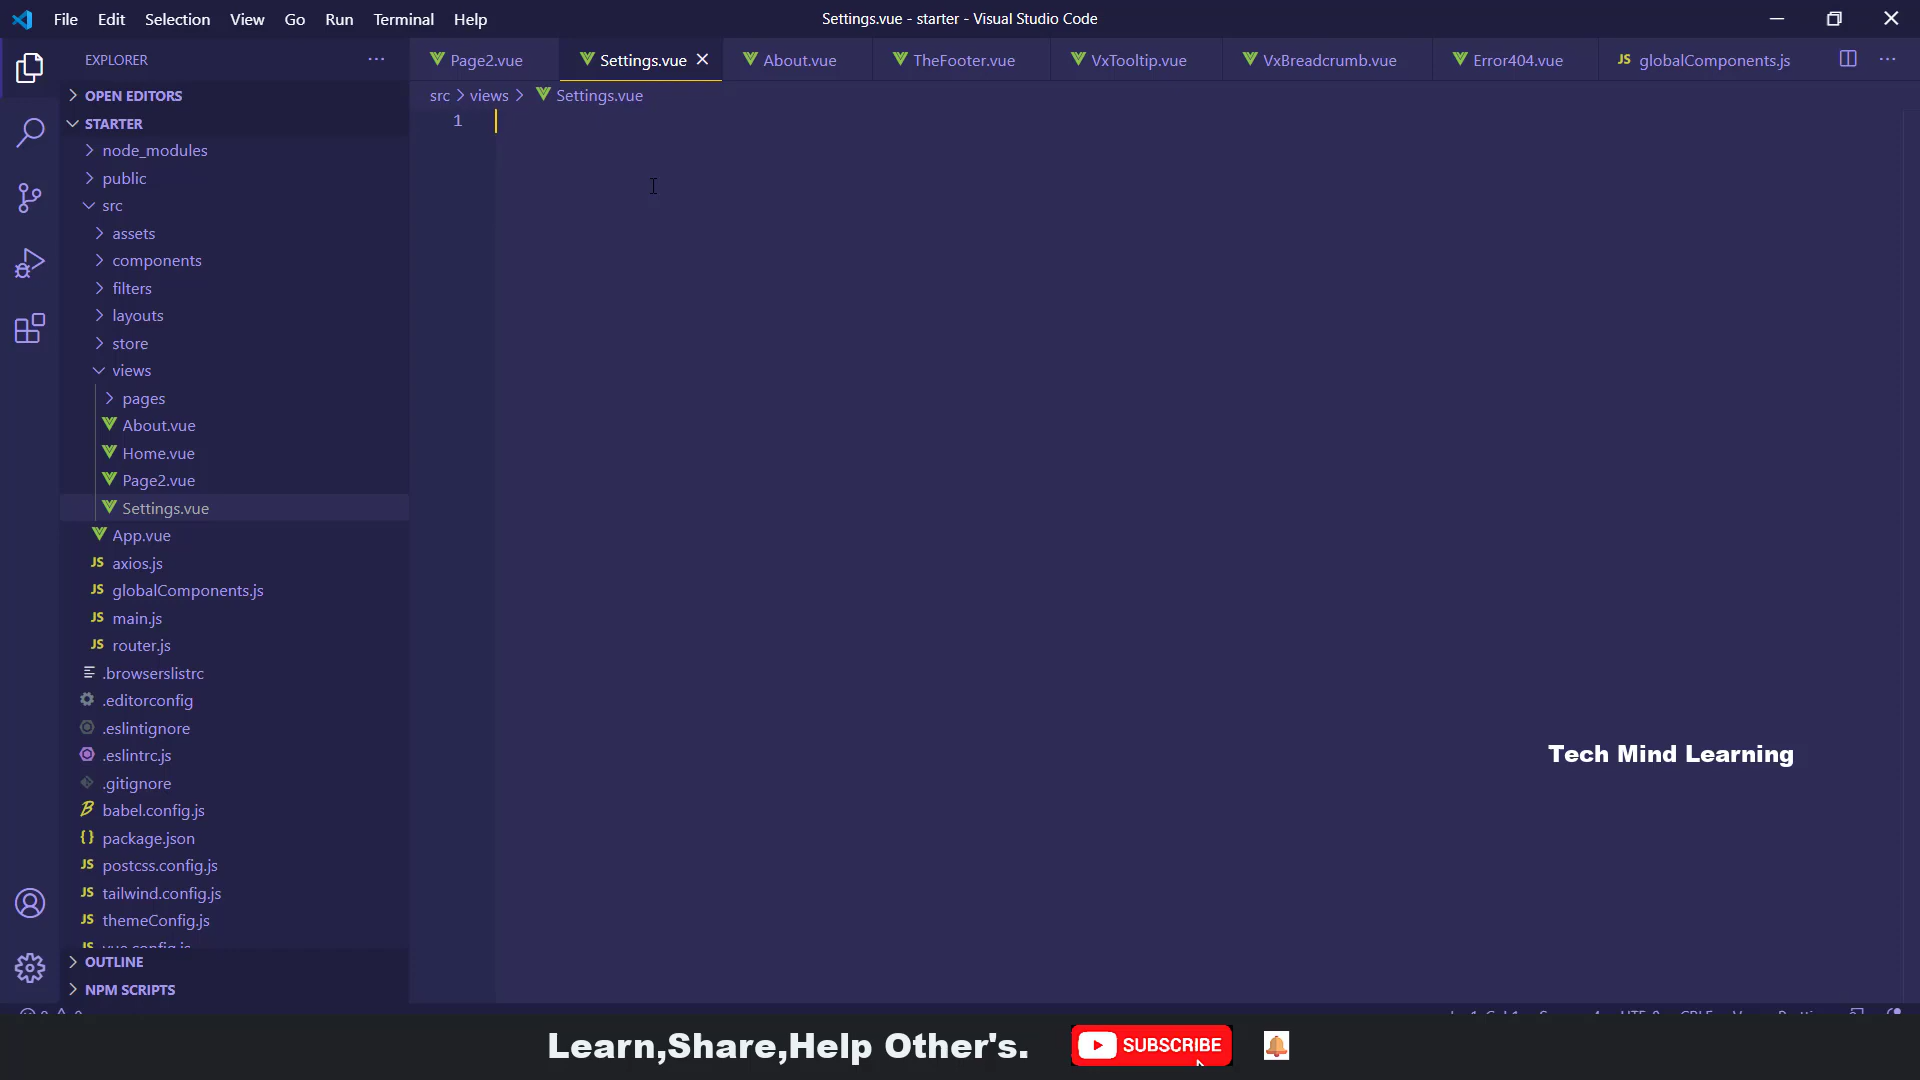 File Edit Selection View Go Run Terminal Help
Settings.vue - starter - Visual Studio Code
EXPLORER
Page2.vue
Settings.vue
About.vue
TheFooter.vue
VxTooltip.vue
VxBreadcrumb.vue
Error404.vue
JS globalComponents.js
OPEN EDITORS
src > views > Settings.vue
STARTER
1
node_modules
public
src
assets
components
filters
layouts
store
views
pages
About.vue
Home.vue
Page2.vue
Settings.vue
App.vue
JS axios.js
JS globalComponents.js
JS main.js
JS router.js
.browserslistrc
.editorconfig
.eslintignore
.eslintrc.js
.gitignore
babel.config.js
{} package.json
JS postcss.config.js
JS tailwind.config.js
JS themeConfig.js
JS vue.config.js
OUTLINE
NPM SCRIPTS
Tech Mind Learning
Learn,Share,Help Other's.
SUBSCRIBE